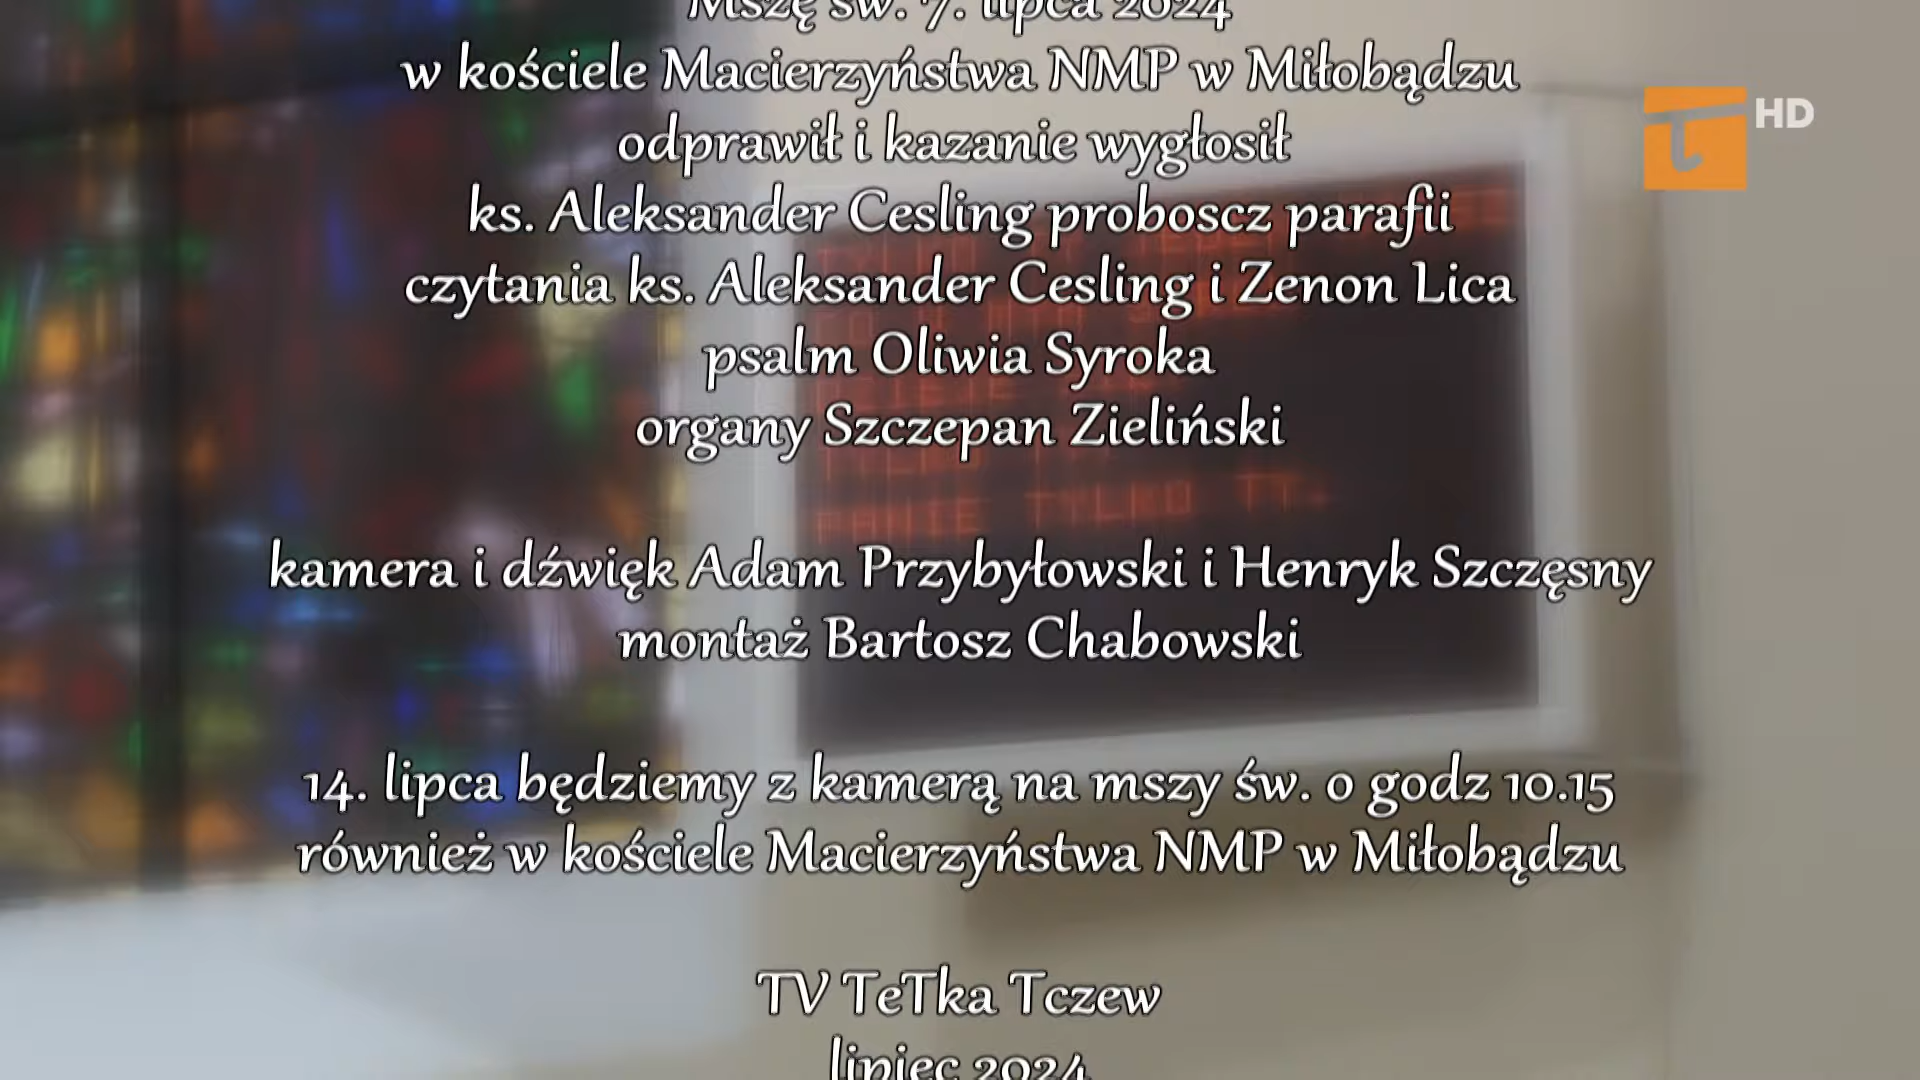 Mszę św. 7. lipca 2024
w kościele Macierzyństwa NMP w Miłobądzu
HD
odprawił i kazanie wygłosił
ks. Aleksander Cesling proboszcz parafii
czytania ks. Aleksander Cesling i Zenon Lica
psalm Oliwia Syroka
organy Szczepan Zieliński
PANIE TYLKO TY
kamera i dźwięk Adam Przybyłowski i Henryk Szczęsny
montaż Bartosz Chabowski
14. lipca będziemy z kamerą na mszy św. o godz 10.15
również w kościele Macierzyństwa NMP w Miłobądzu
TV TeTka Tczew
lipiec 2024